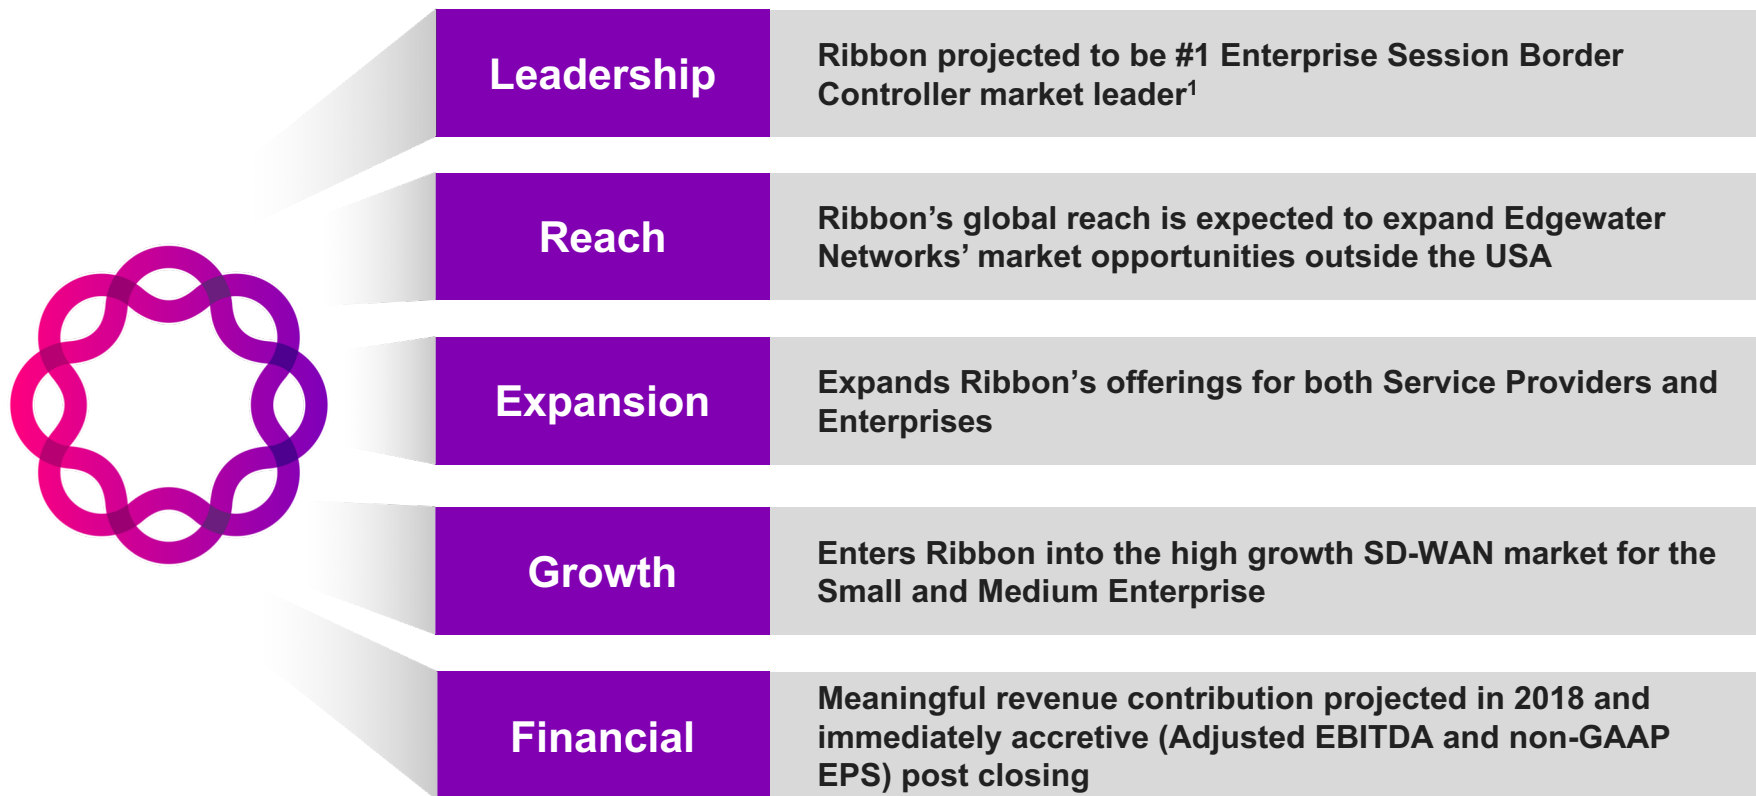 Leadership
Ribbon projected to be #1 Enterprise Session Border
Controller market leader¹
Reach
Ribbon’s global reach is expected to expand Edgewater
Networks’ market opportunities outside the USA
Expansion
Expands Ribbon’s offerings for both Service Providers and
Enterprises
Growth
Enters Ribbon into the high growth SD-WAN market for the
Small and Medium Enterprise
Financial
Meaningful revenue contribution projected in 2018 and
immediately accretive (Adjusted EBITDA and non-GAAP
EPS) post closing